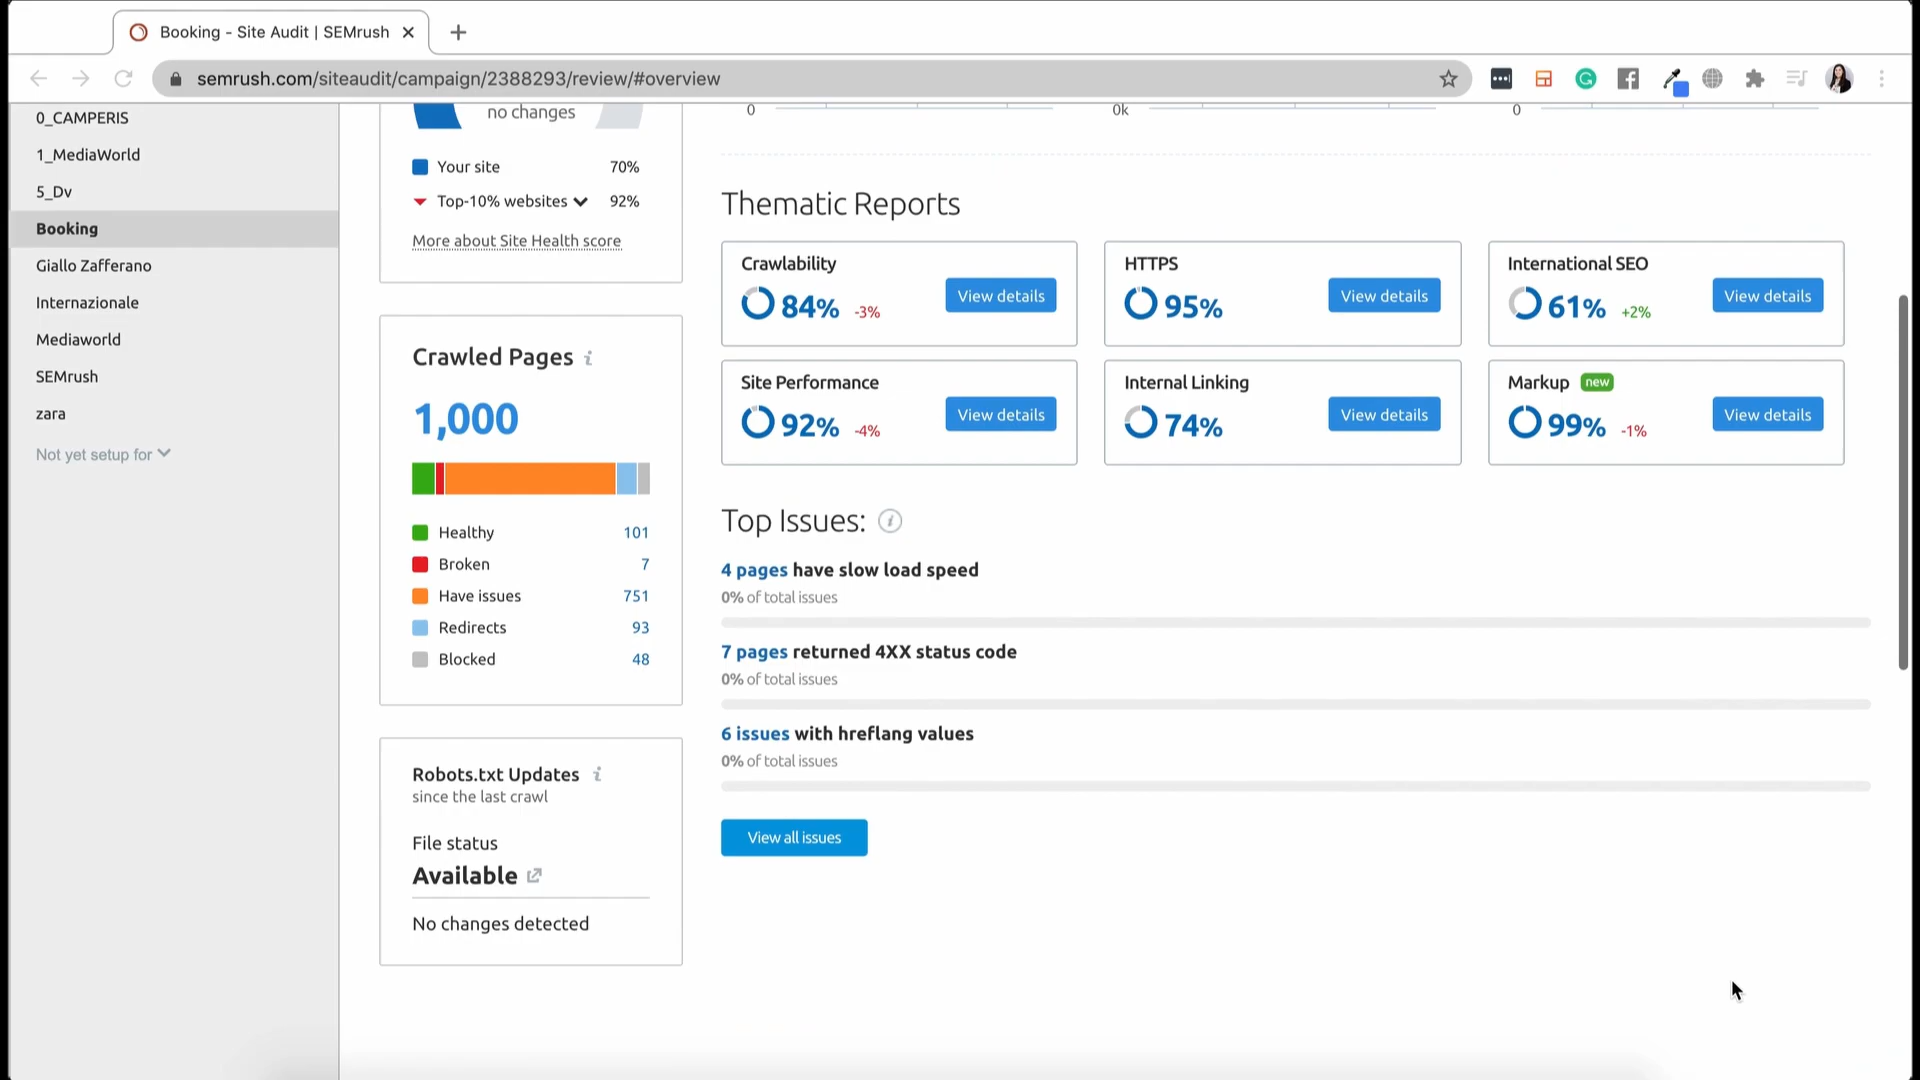 Booking - Site Audit | SEMrush
semrush.com/siteaudit/campaign/2388293/review/#overview
0_CAMPERIS
1_MediaWorld
5_Dv
Booking
Giallo Zafferano
Internazionale
Mediaworld
SEMrush
zara
Not yet setup for
no changes
Your site 70%
Top-10% websites 92%
More about Site Health score
Crawled Pages
1,000
Healthy 101
Broken 7
Have issues 751
Redirects 93
Blocked 48
Robots.txt Updates
since the last crawl
File status
Available
No changes detected
0 0k 0
Thematic Reports
Crawlability
84% -3%
View details
HTTPS
95%
View details
International SEO
61% +2%
View details
Site Performance
92% -4%
View details
Internal Linking
74%
View details
Markup new
99% -1%
View details
Top Issues:
4 pages have slow load speed
0% of total issues
7 pages returned 4XX status code
0% of total issues
6 issues with hreflang values
0% of total issues
View all issues